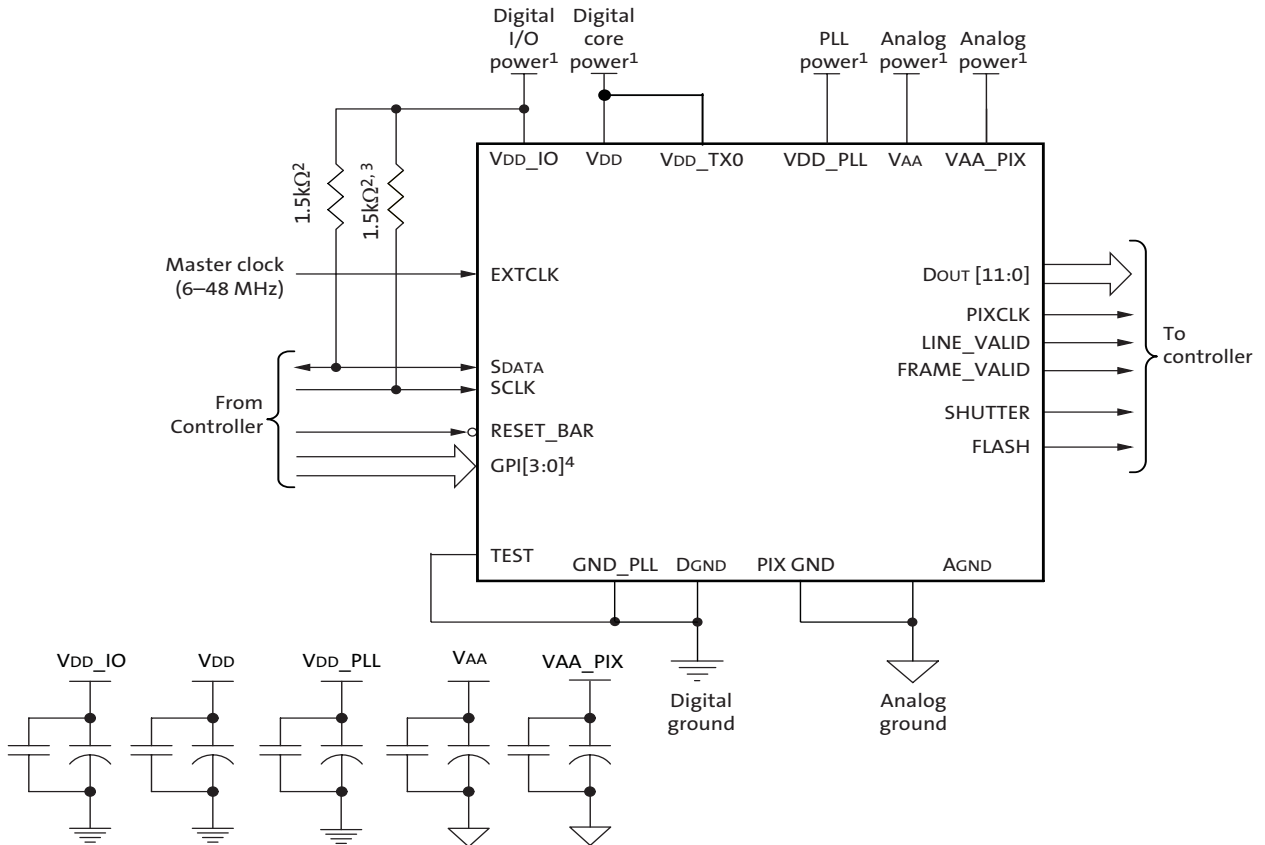 Digital
I/O
power¹
Digital
core
power¹
PLL
power¹
Analog
power¹
Analog
power¹
VDD_IO
VDD
VDD_TX0
VDD_PLL
VAA
VAA_PIX
1.5kΩ²
1.5kΩ²˒ ³
Master clock
(6–48 MHz)
EXTCLK
DOUT [11:0]
PIXCLK
LINE_VALID
FRAME_VALID
SHUTTER
FLASH
To
controller
From
Controller
SDATA
SCLK
RESET_BAR
GPI[3:0]⁴
TEST
GND_PLL
DGND
PIX GND
AGND
Digital
ground
Analog
ground
VDD_IO
VDD
VDD_PLL
VAA
VAA_PIX